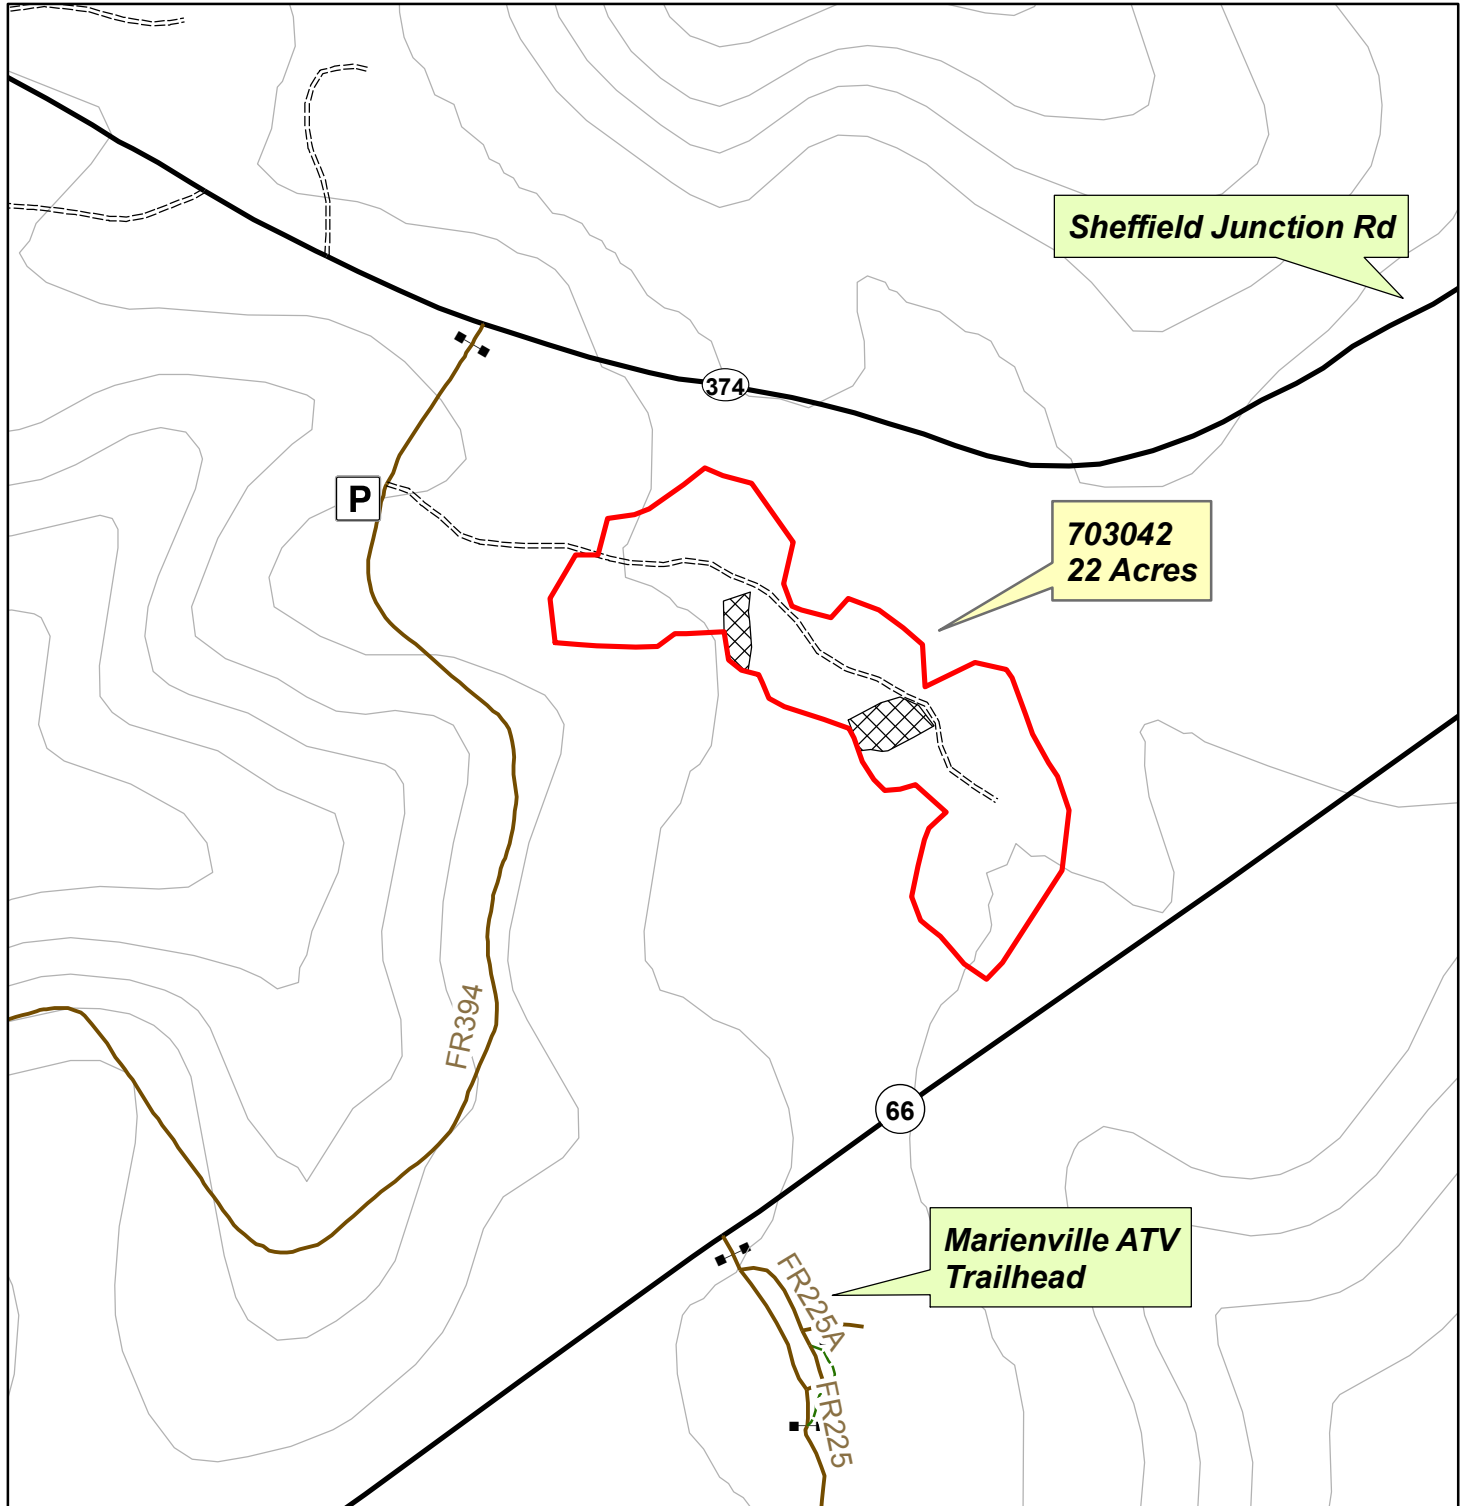 Sheffield Junction Rd
374
P
703042
22 Acres
FR394
66
Marienville ATV
Trailhead
FR225A
FR225